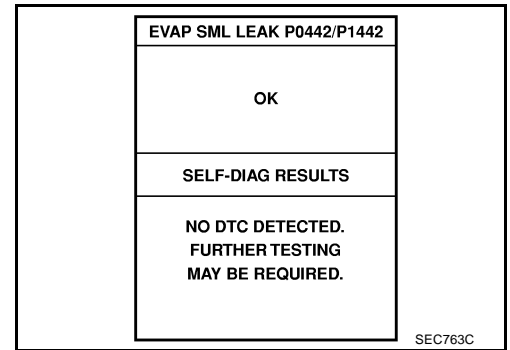 EVAP SML LEAK P0442/P1442
OK
SELF-DIAG RESULTS
NO DTC DETECTED.
FURTHER TESTING
MAY BE REQUIRED.
SEC763C